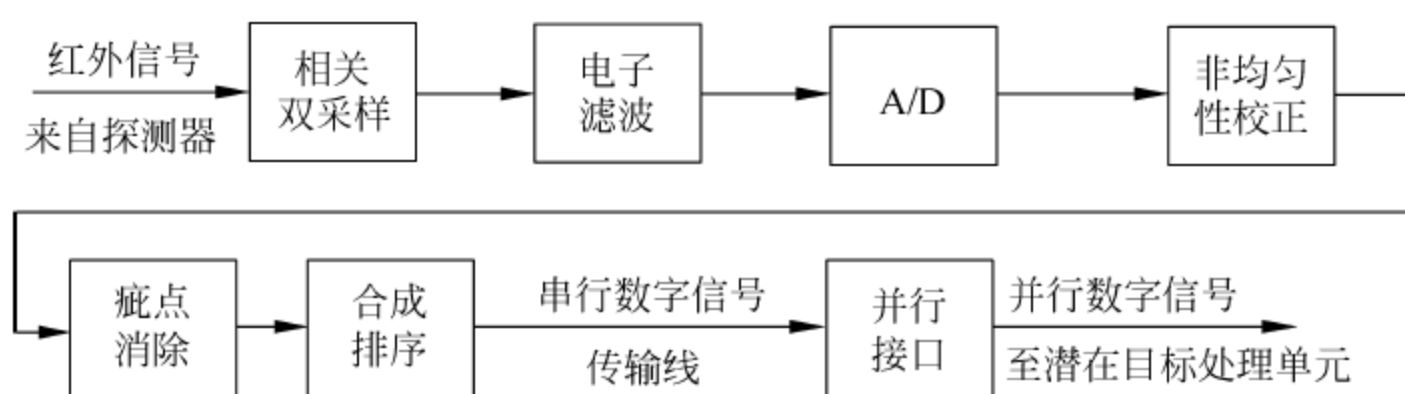 红外信号
来自探测器
相关
双采样
电子
滤波
A/D
非均匀
性校正
疵点
消除
合成
排序
串行数字信号
传输线
并行
接口
并行数字信号
至潜在目标处理单元